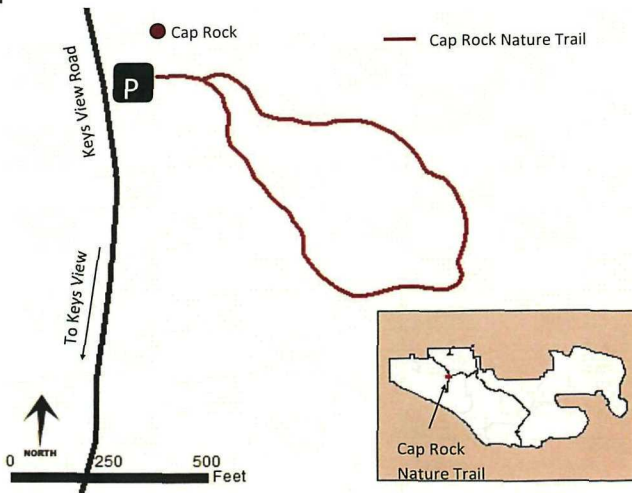 Cap Rock
Cap Rock Nature Trail
P
Keys View Road
To Keys View
NORTH
0 250 500
Feet
Cap Rock
Nature Trail